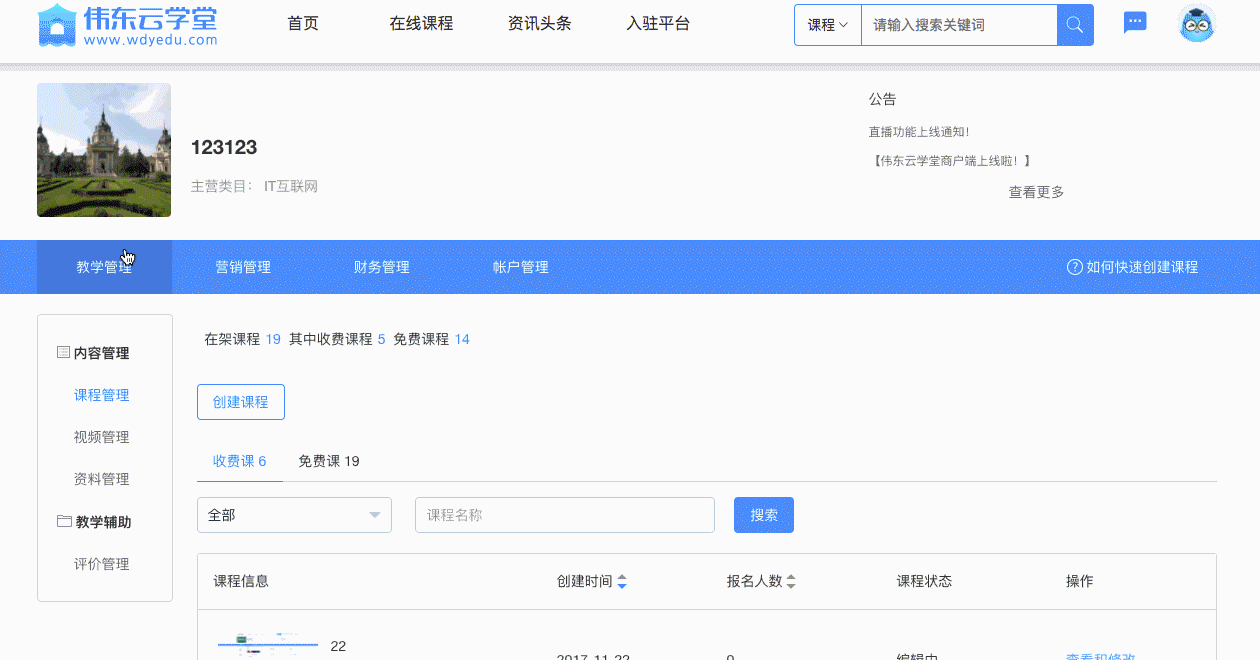 伟东云学堂
www.wdyedu.com
首页 在线课程 资讯头条 入驻平台 课程 请输入搜索关键词
公告
123123
直播功能上线通知!
【伟东云学堂商户端上线啦!】
主营类目: IT互联网
查看更多
教学管理 营销管理 财务管理 帐户管理 ? 如何快速创建课程
在架课程 19 其中收费课程 5 免费课程 14
内容管理
课程管理
视频管理
资料管理
教学辅助
评价管理
创建课程
收费课 6 免费课 19
全部 课程名称 搜索
课程信息 创建时间 报名人数 课程状态 操作
22
2017-11-22 0 编辑中 查看和修改